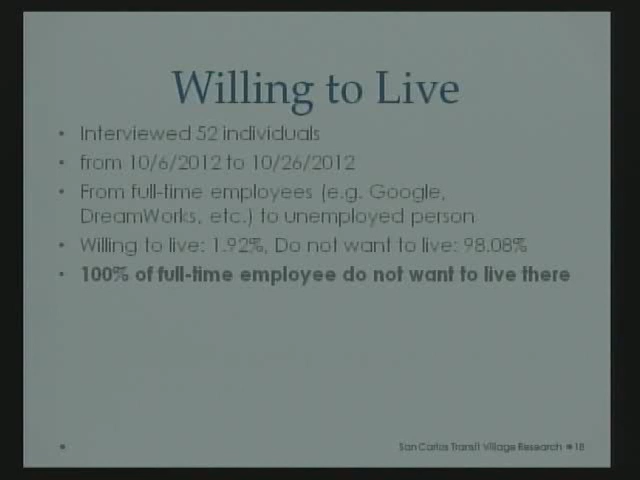 Willing to Live
• Interviewed 52 individuals
• from 10/6/2012 to 10/26/2012
• From full-time employees (e.g. Google,
DreamWorks, etc.) to unemployed person
• Willing to live: 1.92%, Do not want to live: 98.08%
• 100% of full-time employee do not want to live there
San Carlos Transit Village Research • 18